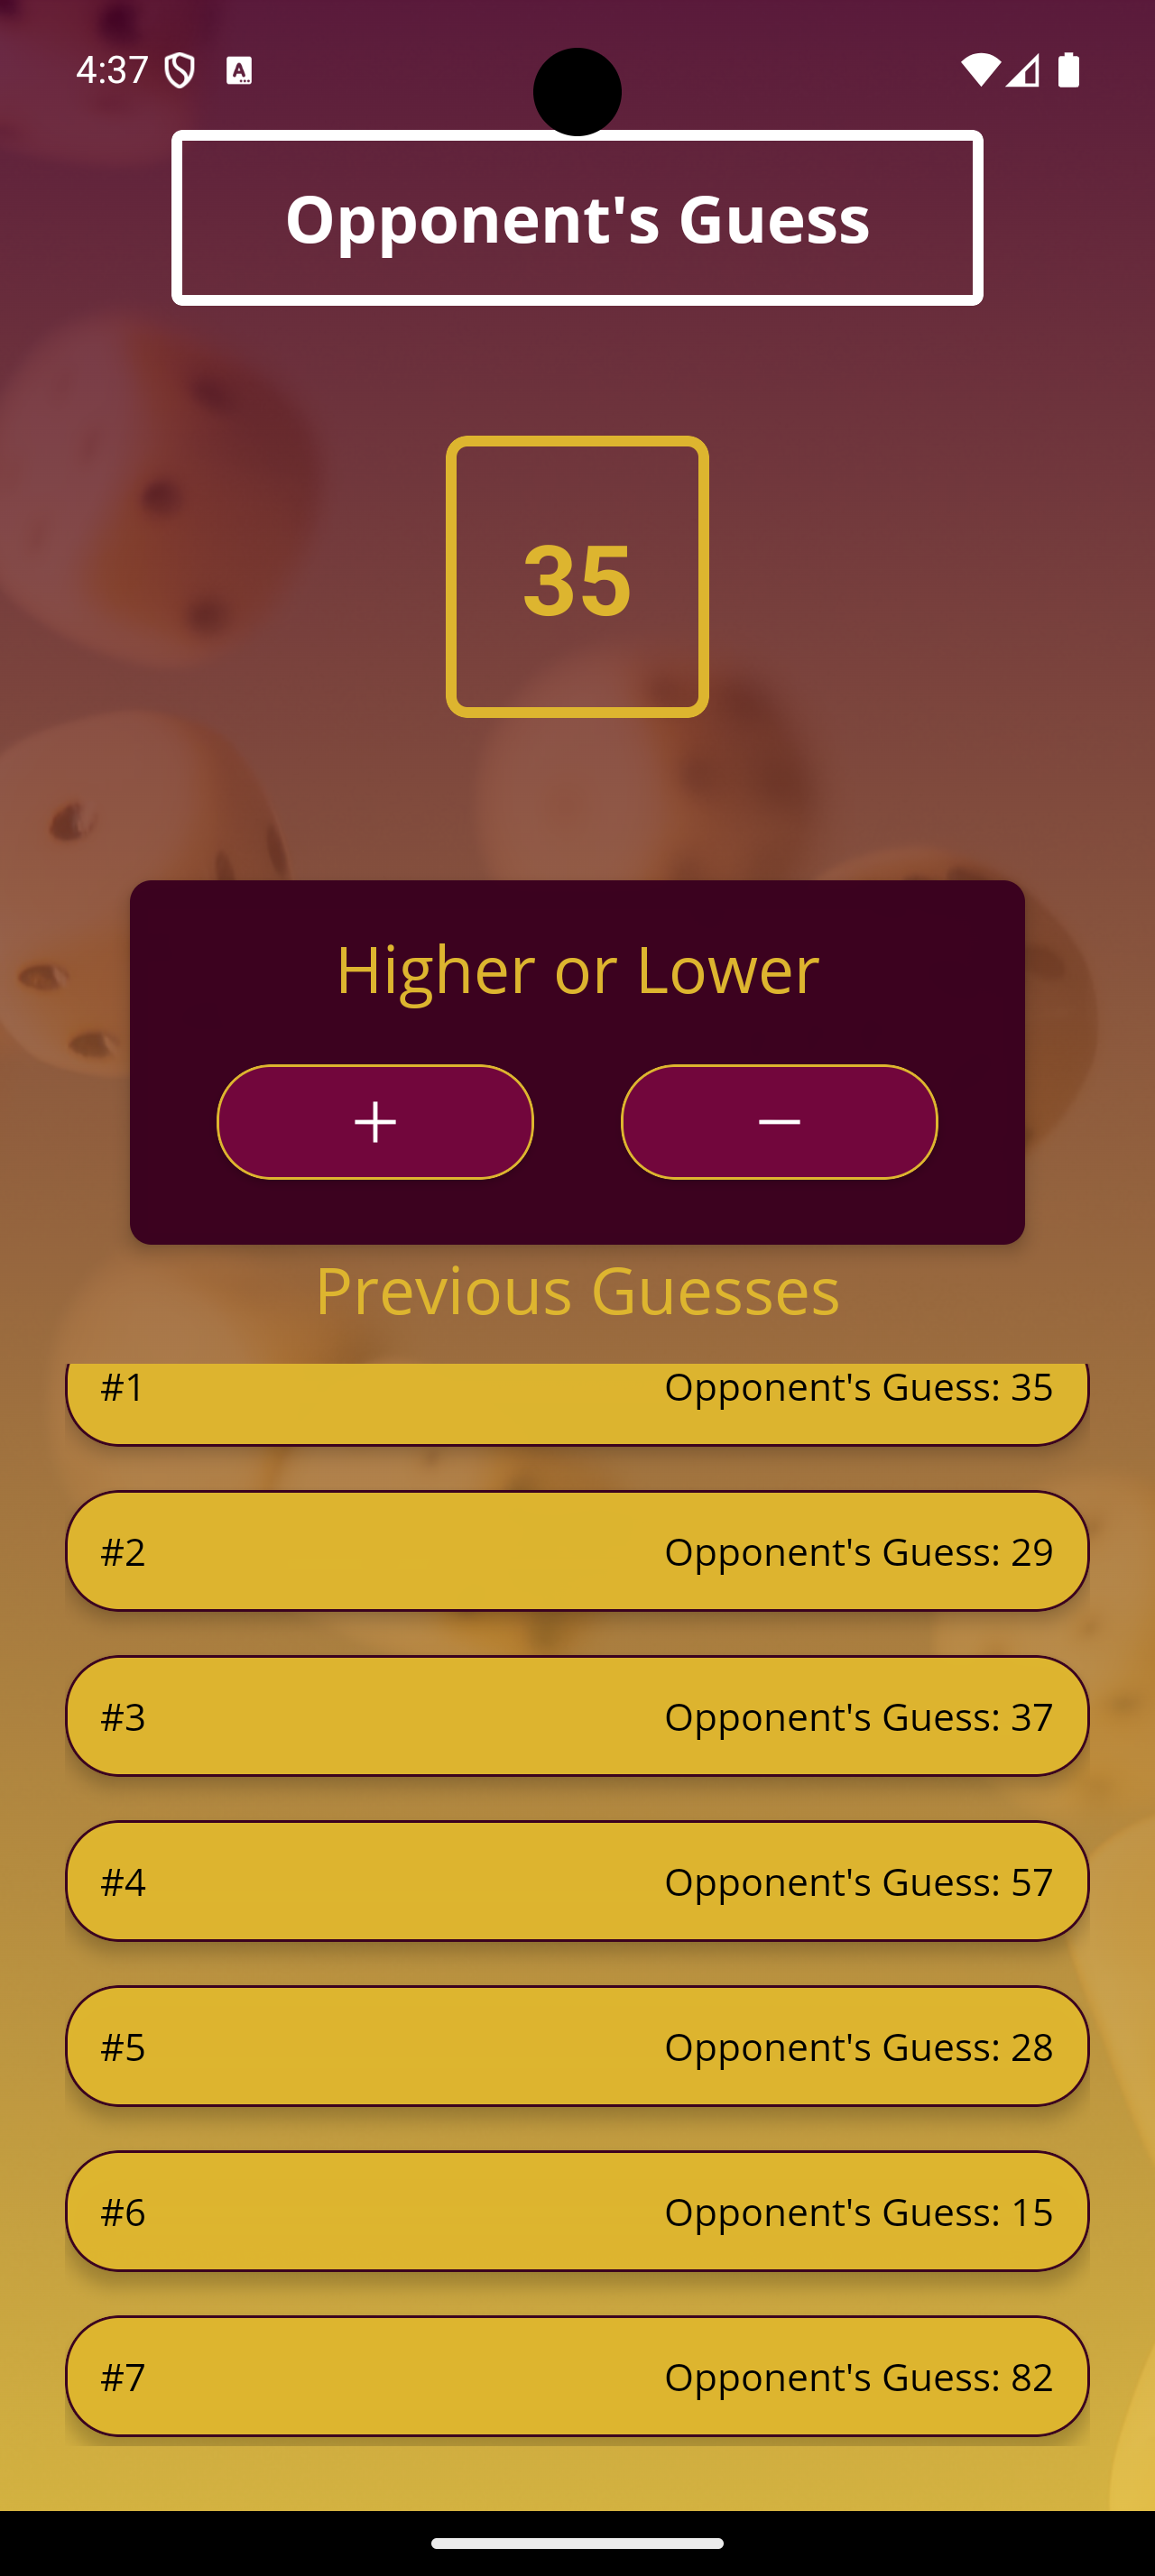 4:37
Opponent's Guess
35
Higher or Lower
+ −
Previous Guesses
#1 Opponent's Guess: 35
#2 Opponent's Guess: 29
#3 Opponent's Guess: 37
#4 Opponent's Guess: 57
#5 Opponent's Guess: 28
#6 Opponent's Guess: 15
#7 Opponent's Guess: 82